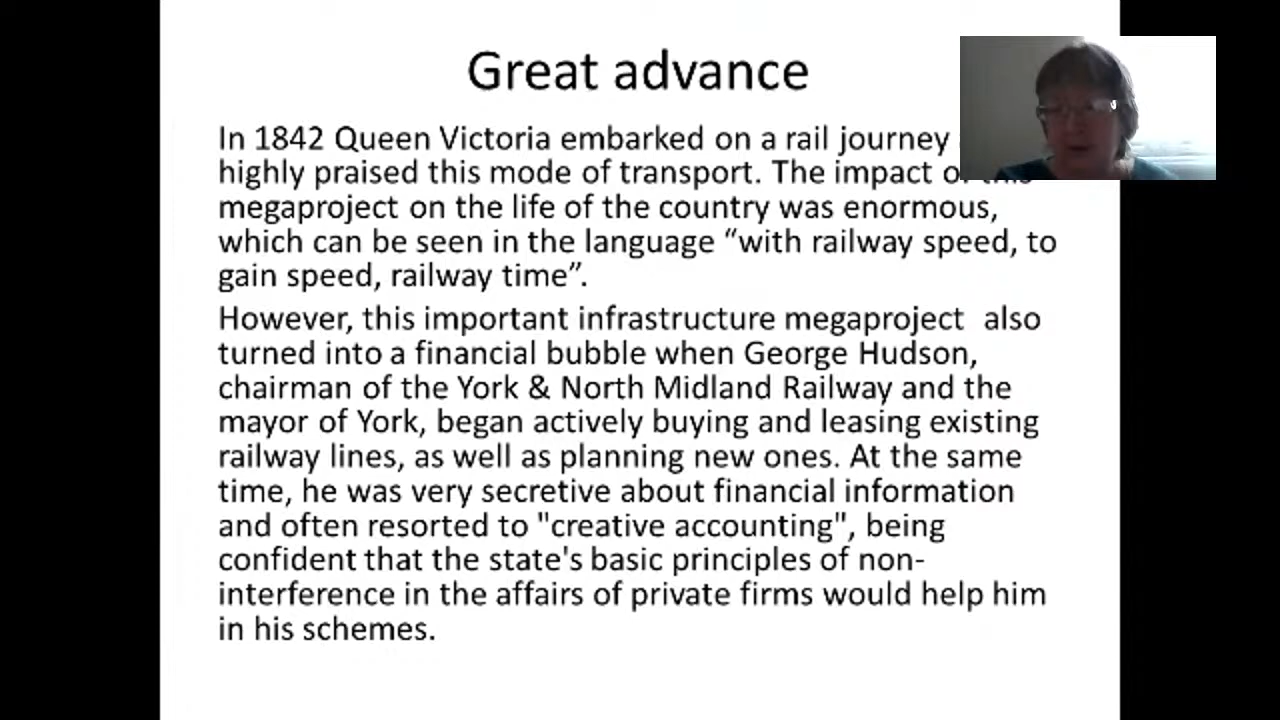 Great advance
In 1842 Queen Victoria embarked on a rail journey
highly praised this mode of transport. The impact of this
megaproject on the life of the country was enormous,
which can be seen in the language “with railway speed, to
gain speed, railway time”.
However, this important infrastructure megaproject also
turned into a financial bubble when George Hudson,
chairman of the York & North Midland Railway and the
mayor of York, began actively buying and leasing existing
railway lines, as well as planning new ones. At the same
time, he was very secretive about financial information
and often resorted to "creative accounting", being
confident that the state's basic principles of non-
interference in the affairs of private firms would help him
in his schemes.